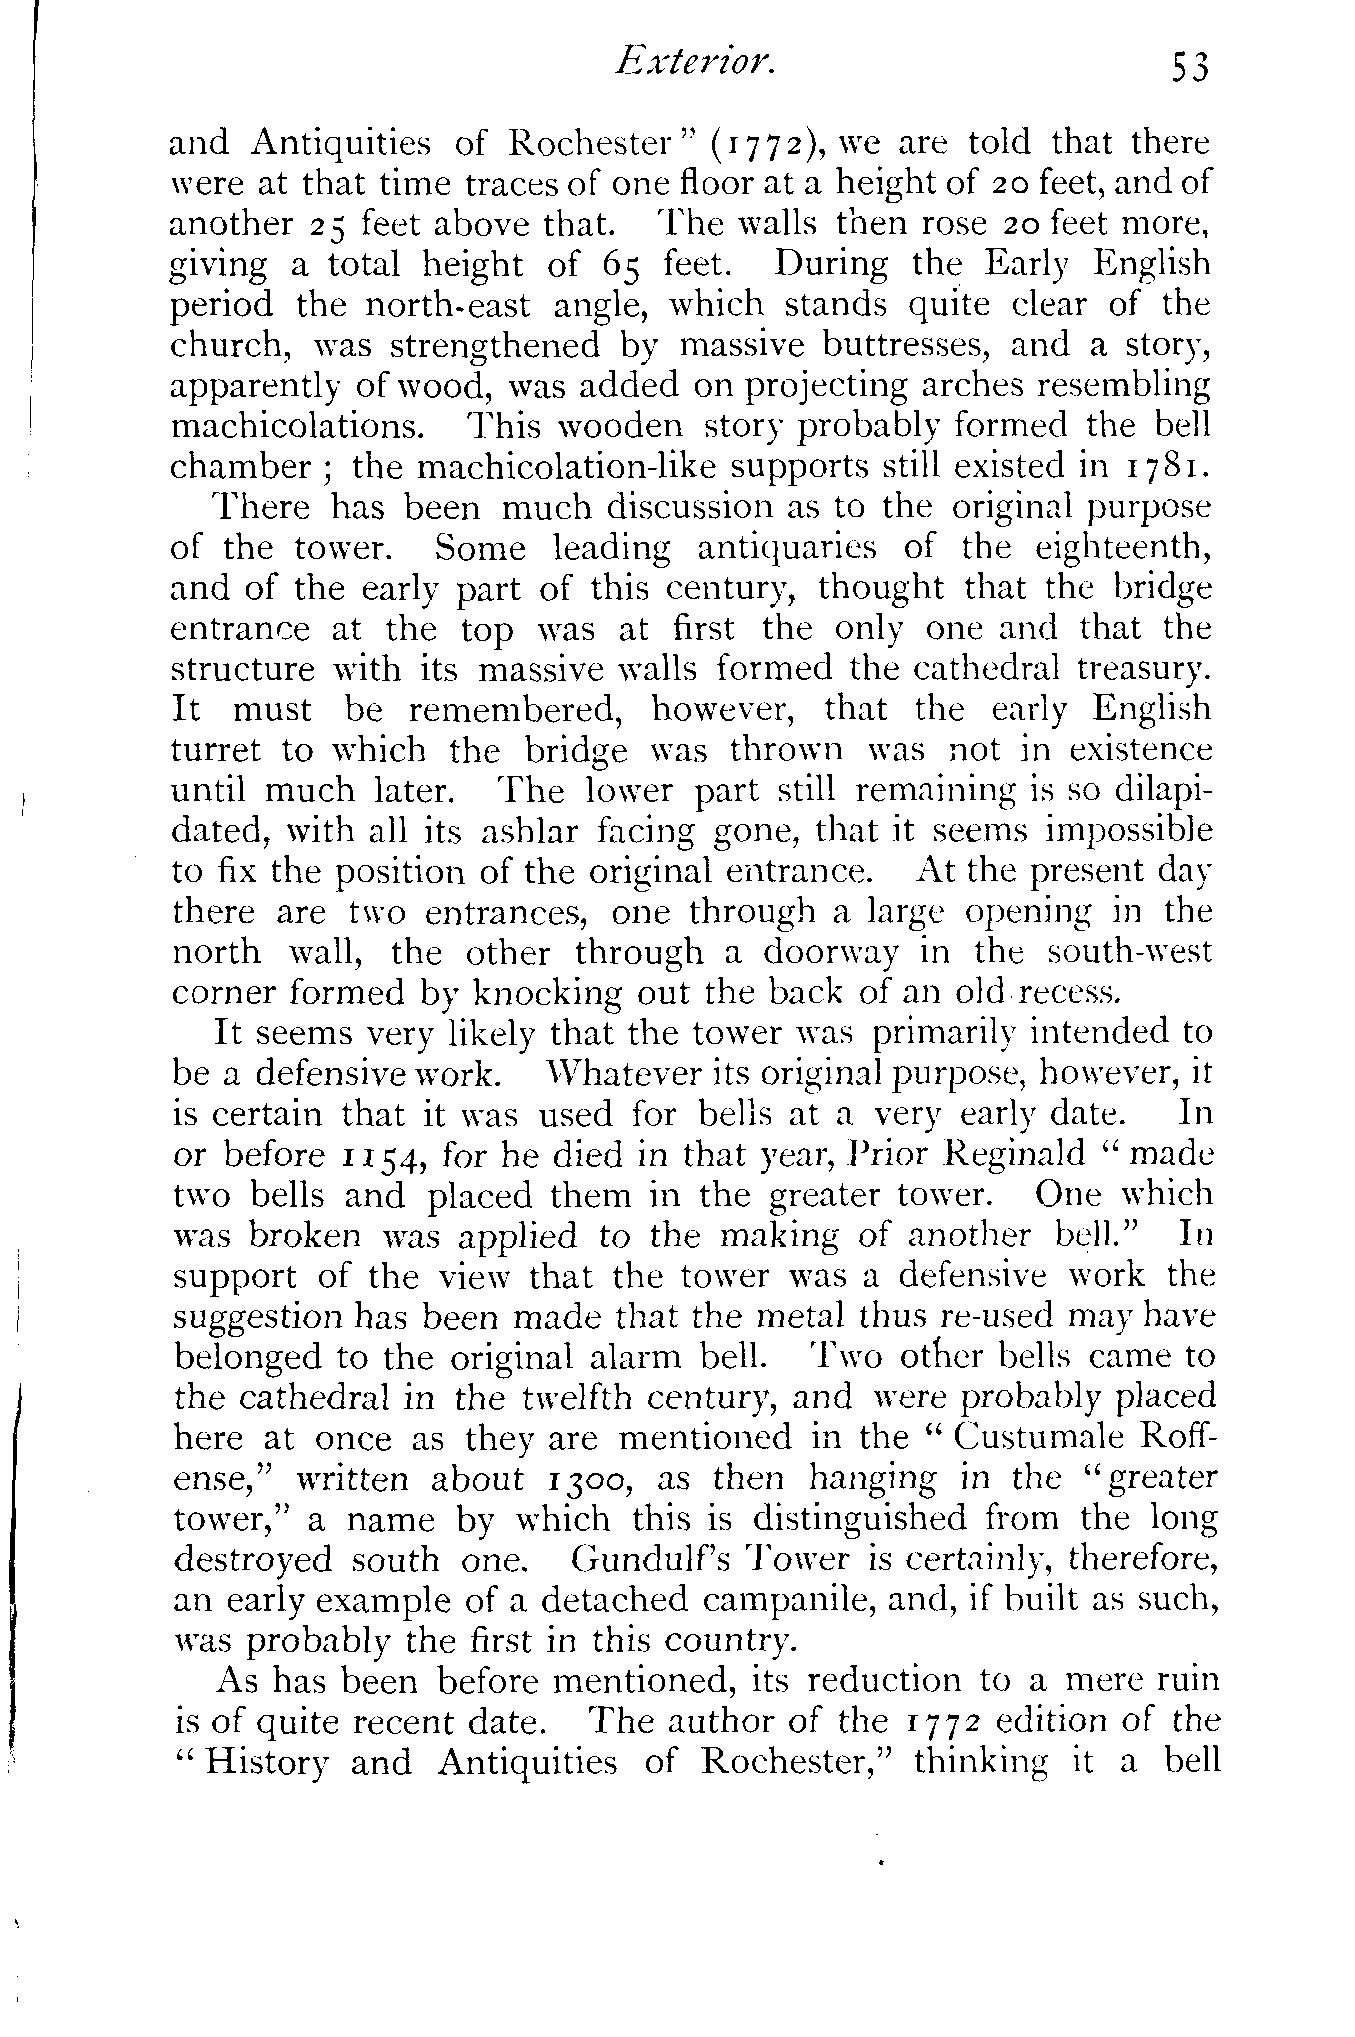 Exterior. 53
and Antiquities of Rochester" (1772), we are told that there
were at that time traces of one floor at a height of 20 feet, and of
another 25 feet above that. The walls then rose 20 feet more,
giving a total height of 65 feet. During the Early English
period the north-east angle, which stands quite clear of the
church, was strengthened by massive buttresses, and a story,
apparently of wood, was added on projecting arches resembling
machicolations. This wooden story probably formed the bell
chamber ; the machicolation-like supports still existed in 1781.
There has been much discussion as to the original purpose
of the tower. Some leading antiquaries of the eighteenth,
and of the early part of this century, thought that the bridge
entrance at the top was at first the only one and that the
structure with its massive walls formed the cathedral treasury.
It must be remembered, however, that the early English
turret to which the bridge was thrown was not in existence
until much later. The lower part still remaining is so dilapi-
dated, with all its ashlar facing gone, that it seems impossible
to fix the position of the original entrance. At the present day
there are two entrances, one through a large opening in the
north wall, the other through a doorway in the south-west
corner formed by knocking out the back of an old recess.
It seems very likely that the tower was primarily intended to
be a defensive work. Whatever its original purpose, however, it
is certain that it was used for bells at a very early date. In
or before 1154, for he died in that year, Prior Reginald "made
two bells and placed them in the greater tower. One which
was broken was applied to the making of another bell." In
support of the view that the tower was a defensive work the
suggestion has been made that the metal thus re-used may have
belonged to the original alarm bell. Two other bells came to
the cathedral in the twelfth century, and were probably placed
here at once as they are mentioned in the "Custumale Roff-
ense," written about 1300, as then hanging in the "greater
tower," a name by which this is distinguished from the long
destroyed south one. Gundulf's Tower is certainly, therefore,
an early example of a detached campanile, and, if built as such,
was probably the first in this country.
As has been before mentioned, its reduction to a mere ruin
is of quite recent date. The author of the 1772 edition of the
"History and Antiquities of Rochester," thinking it a bell